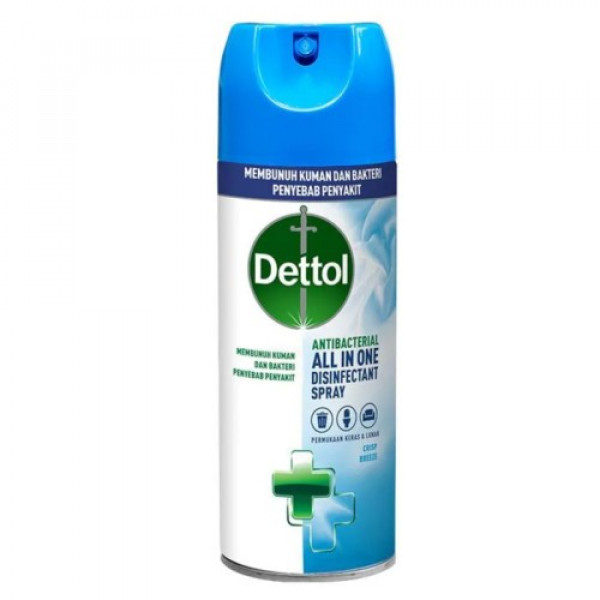 MEMBUNUH KUMAN DAN BAKTERI
PENYEBAB PENYAKIT
Dettol
ANTIBACTERIAL
ALL IN ONE
DISINFECTANT
SPRAY
MEMBUNUH KUMAN
DAN BAKTERI
PENYEBAB PENYAKIT
PERMUKAAN KERAS & LUNAK
CRISP
BREEZE